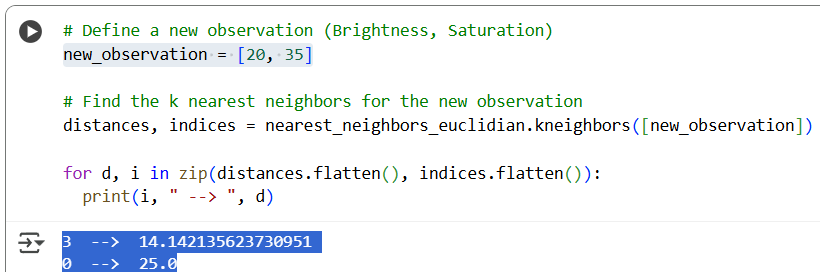 # Define a new observation (Brightness, Saturation)
new_observation = [20, 35]
# Find the k nearest neighbors for the new observation
distances, indices = nearest_neighbors_euclidian.kneighbors([new_observation])
for d, i in zip(distances.flatten(), indices.flatten()):
  print(i, " --> ", d)
3  -->  14.142135623730951
0  -->  25.0